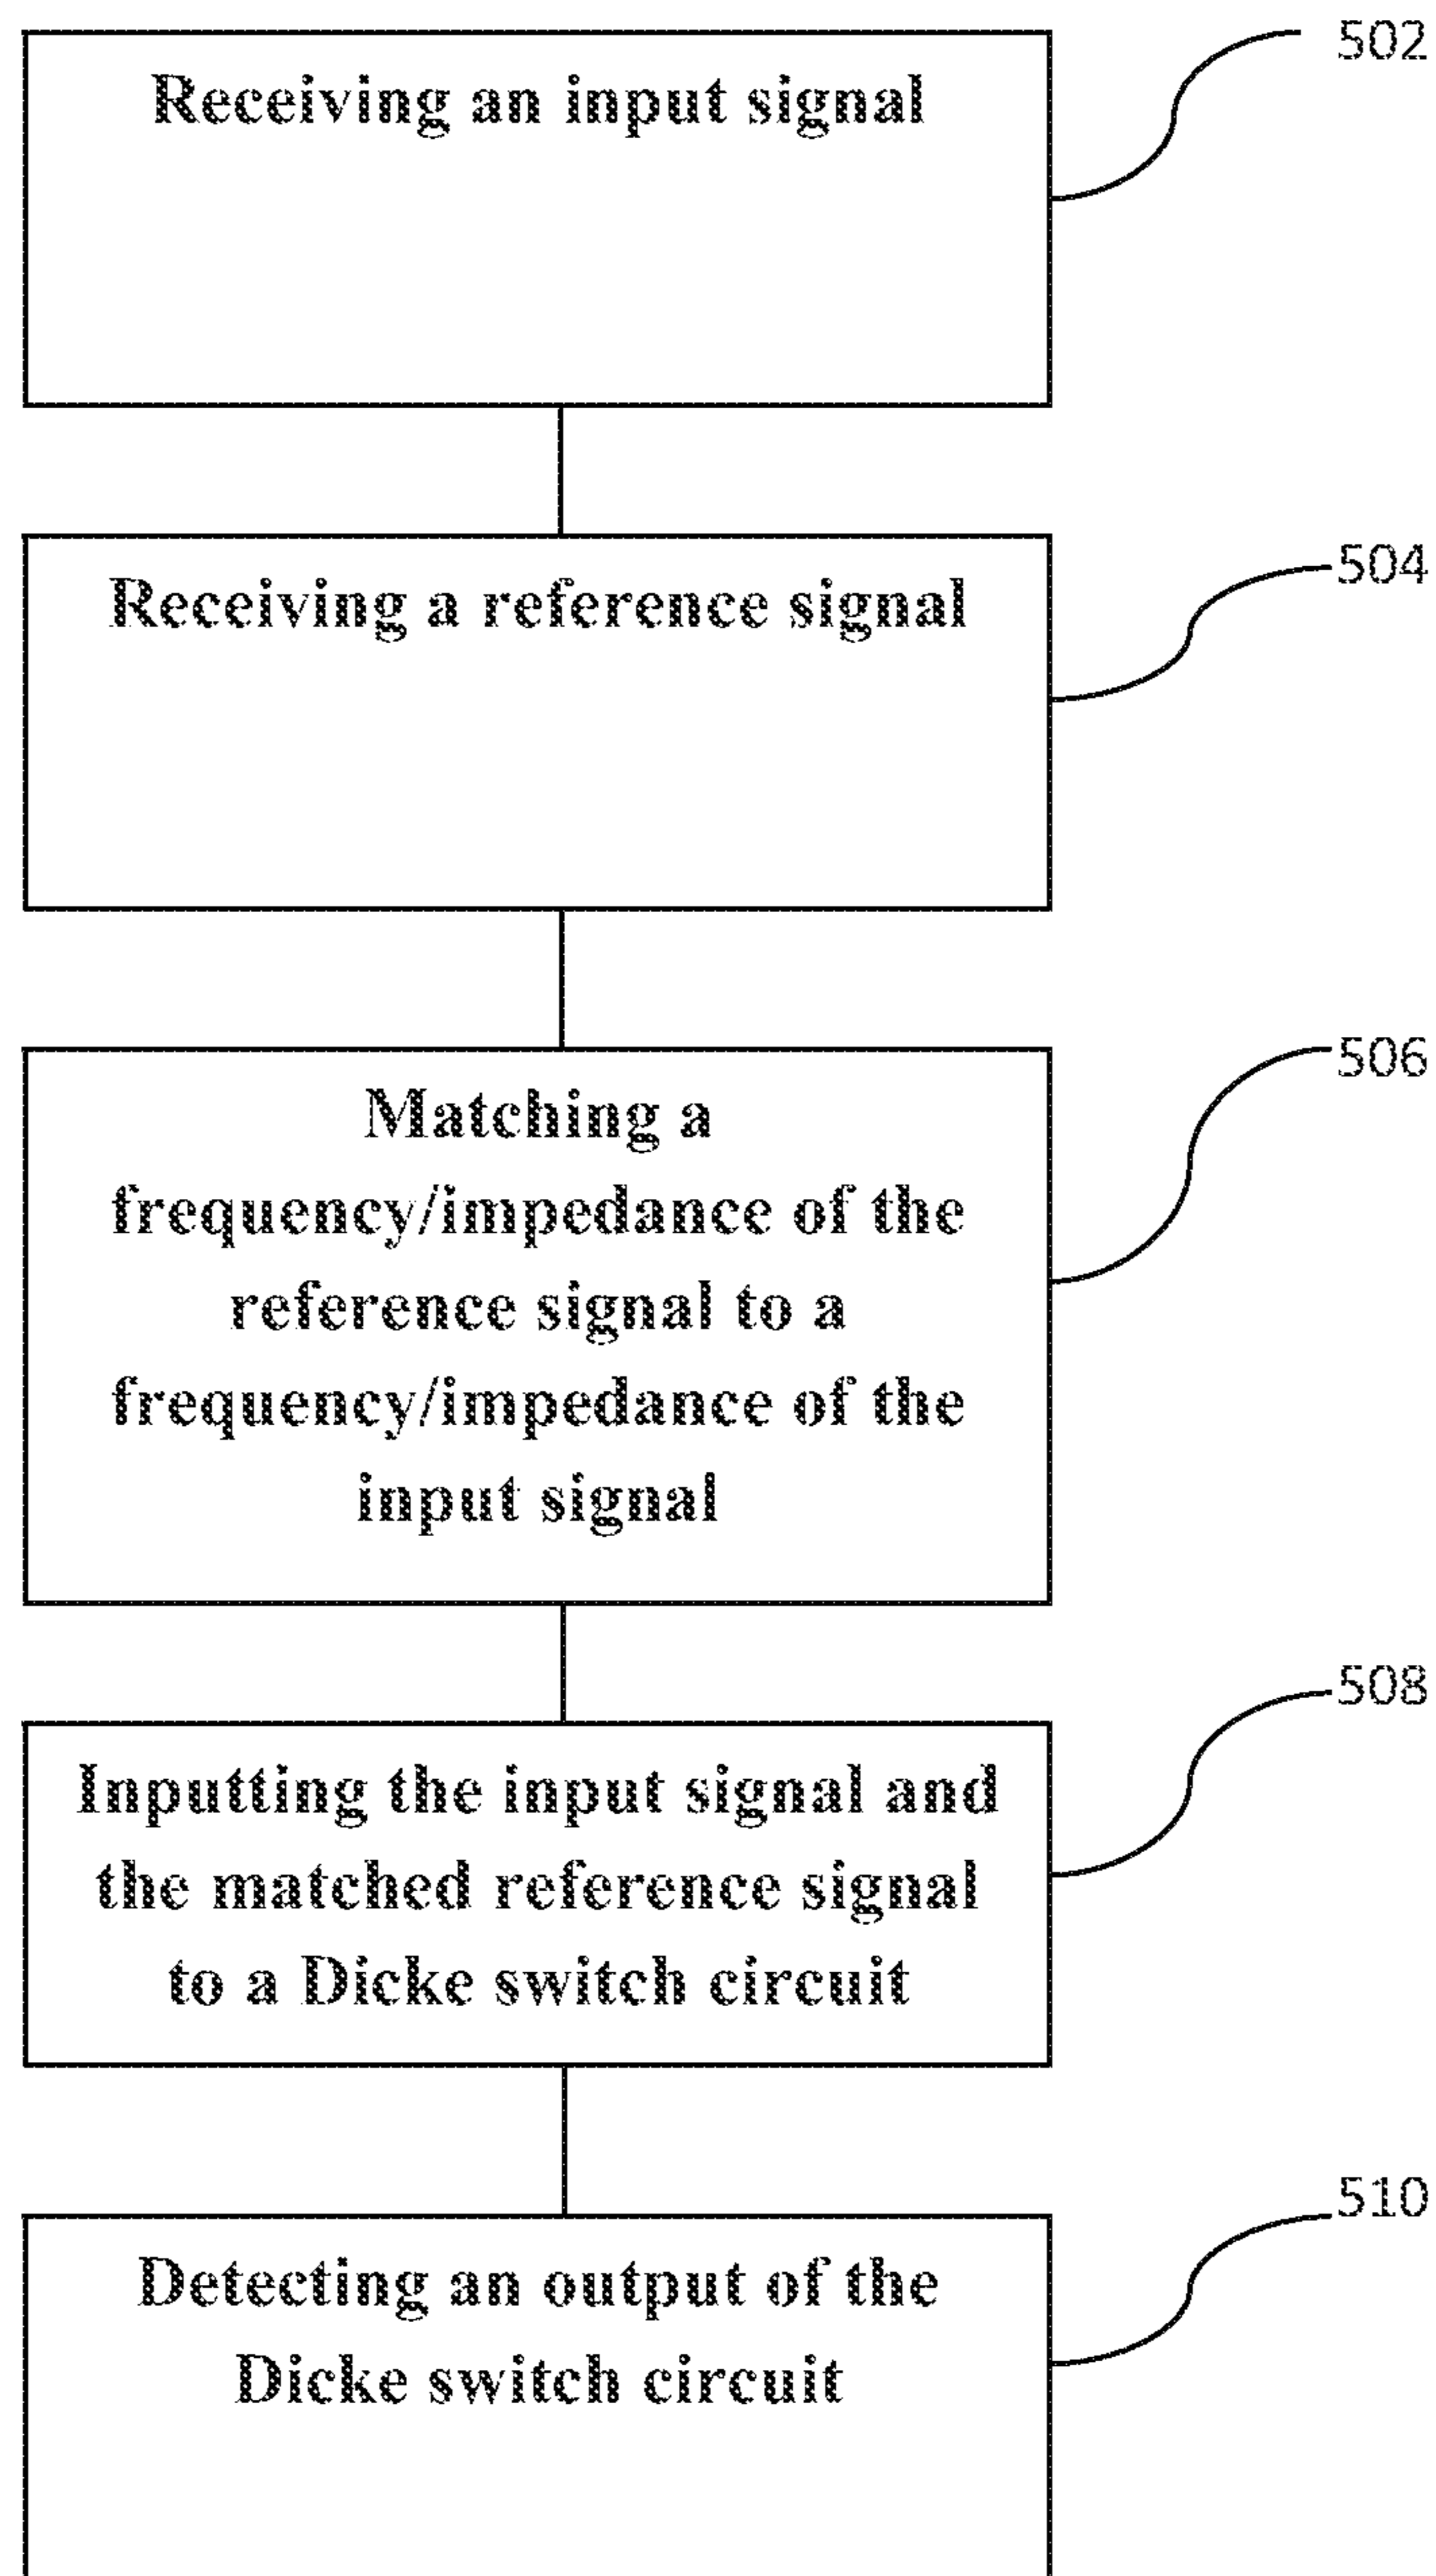 Receiving an input signal
502
Receiving a reference signal
504
Matching a
frequency/impedance of the
reference signal to a
frequency/impedance of the
input signal
506
Inputting the input signal and
the matched reference signal
to a Dicke switch circuit
508
Detecting an output of the
Dicke switch circuit
510